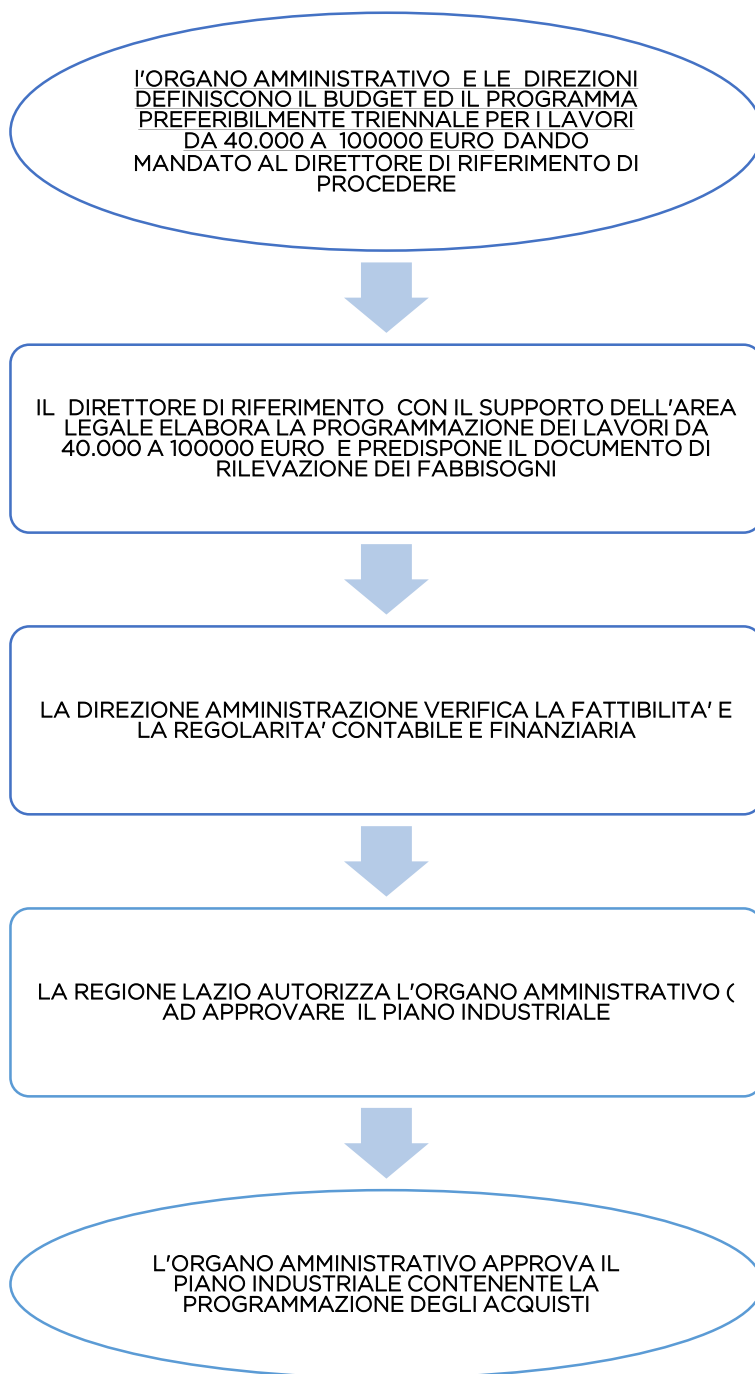 l'ORGANO AMMINISTRATIVO E LE DIREZIONI
DEFINISCONO IL BUDGET ED IL PROGRAMMA
PREFERIBILMENTE TRIENNALE PER I LAVORI
DA 40.000 A 100000 EURO DANDO
MANDATO AL DIRETTORE DI RIFERIMENTO DI
PROCEDERE
IL DIRETTORE DI RIFERIMENTO CON IL SUPPORTO DELL'AREA
LEGALE ELABORA LA PROGRAMMAZIONE DEI LAVORI DA
40.000 A 100000 EURO E PREDISPONE IL DOCUMENTO DI
RILEVAZIONE DEI FABBISOGNI
LA DIREZIONE AMMINISTRAZIONE VERIFICA LA FATTIBILITA' E
LA REGOLARITA' CONTABILE E FINANZIARIA
LA REGIONE LAZIO AUTORIZZA L'ORGANO AMMINISTRATIVO (
AD APPROVARE IL PIANO INDUSTRIALE
L'ORGANO AMMINISTRATIVO APPROVA IL
PIANO INDUSTRIALE CONTENENTE LA
PROGRAMMAZIONE DEGLI ACQUISTI